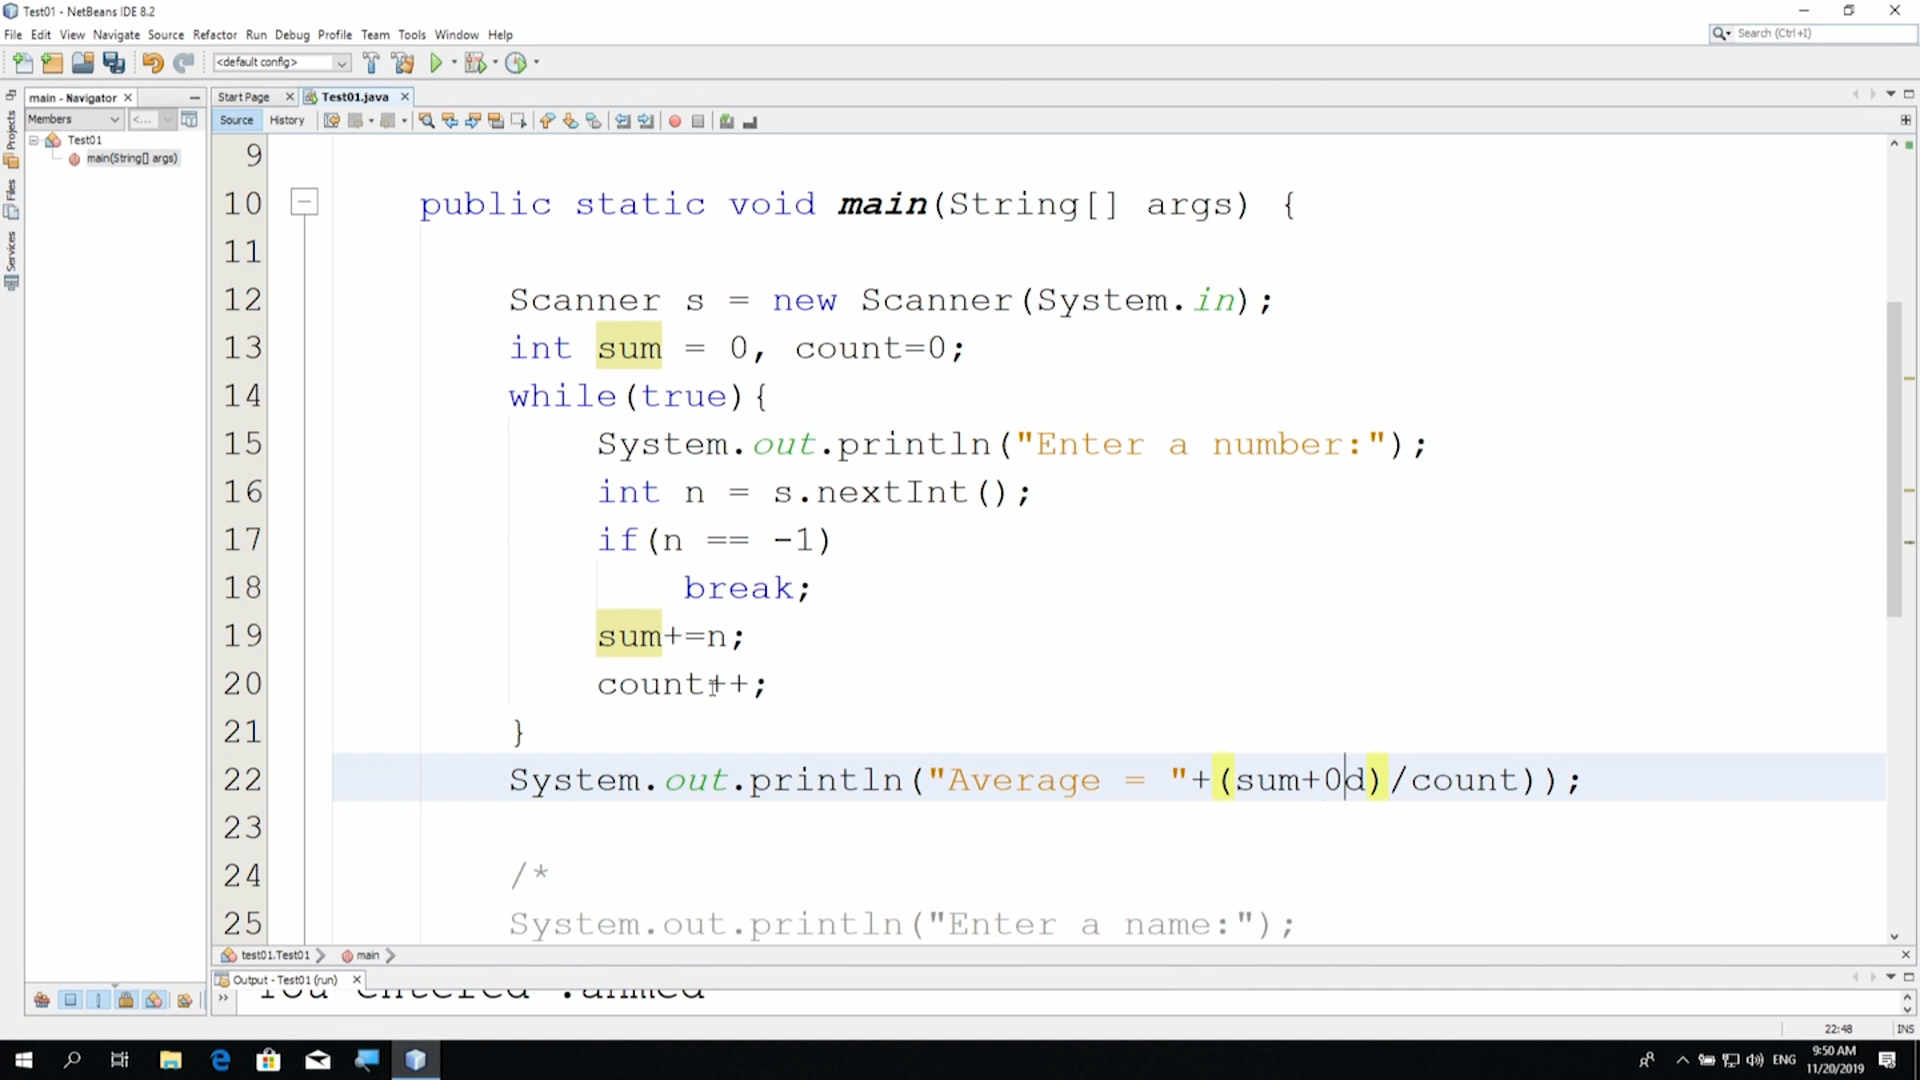 Test01 - NetBeans IDE 8.2
File Edit View Navigate Source Refactor Run Debug Profile Team Tools Window Help
Search (Ctrl+I)
<default config>
main - Navigator
Start Page
Test01.java
Members
<...
Source
History
Projects
Files
Services
Test01
main(String[] args)
9
10 public static void main(String[] args) {
11
12 Scanner s = new Scanner(System.in);
13 int sum = 0, count=0;
14 while(true){
15 System.out.println("Enter a number:");
16 int n = s.nextInt();
17 if(n == -1)
18 break;
19 sum+=n;
20 count++;
21 }
22 System.out.println("Average = "+(sum+0d)/count));
23
24 /*
25 System.out.println("Enter a name:");
test01.Test01
main
Output - Test01 (run)
You entered :ahmed
22:48
INS
ENG
9:50 AM
11/20/2019